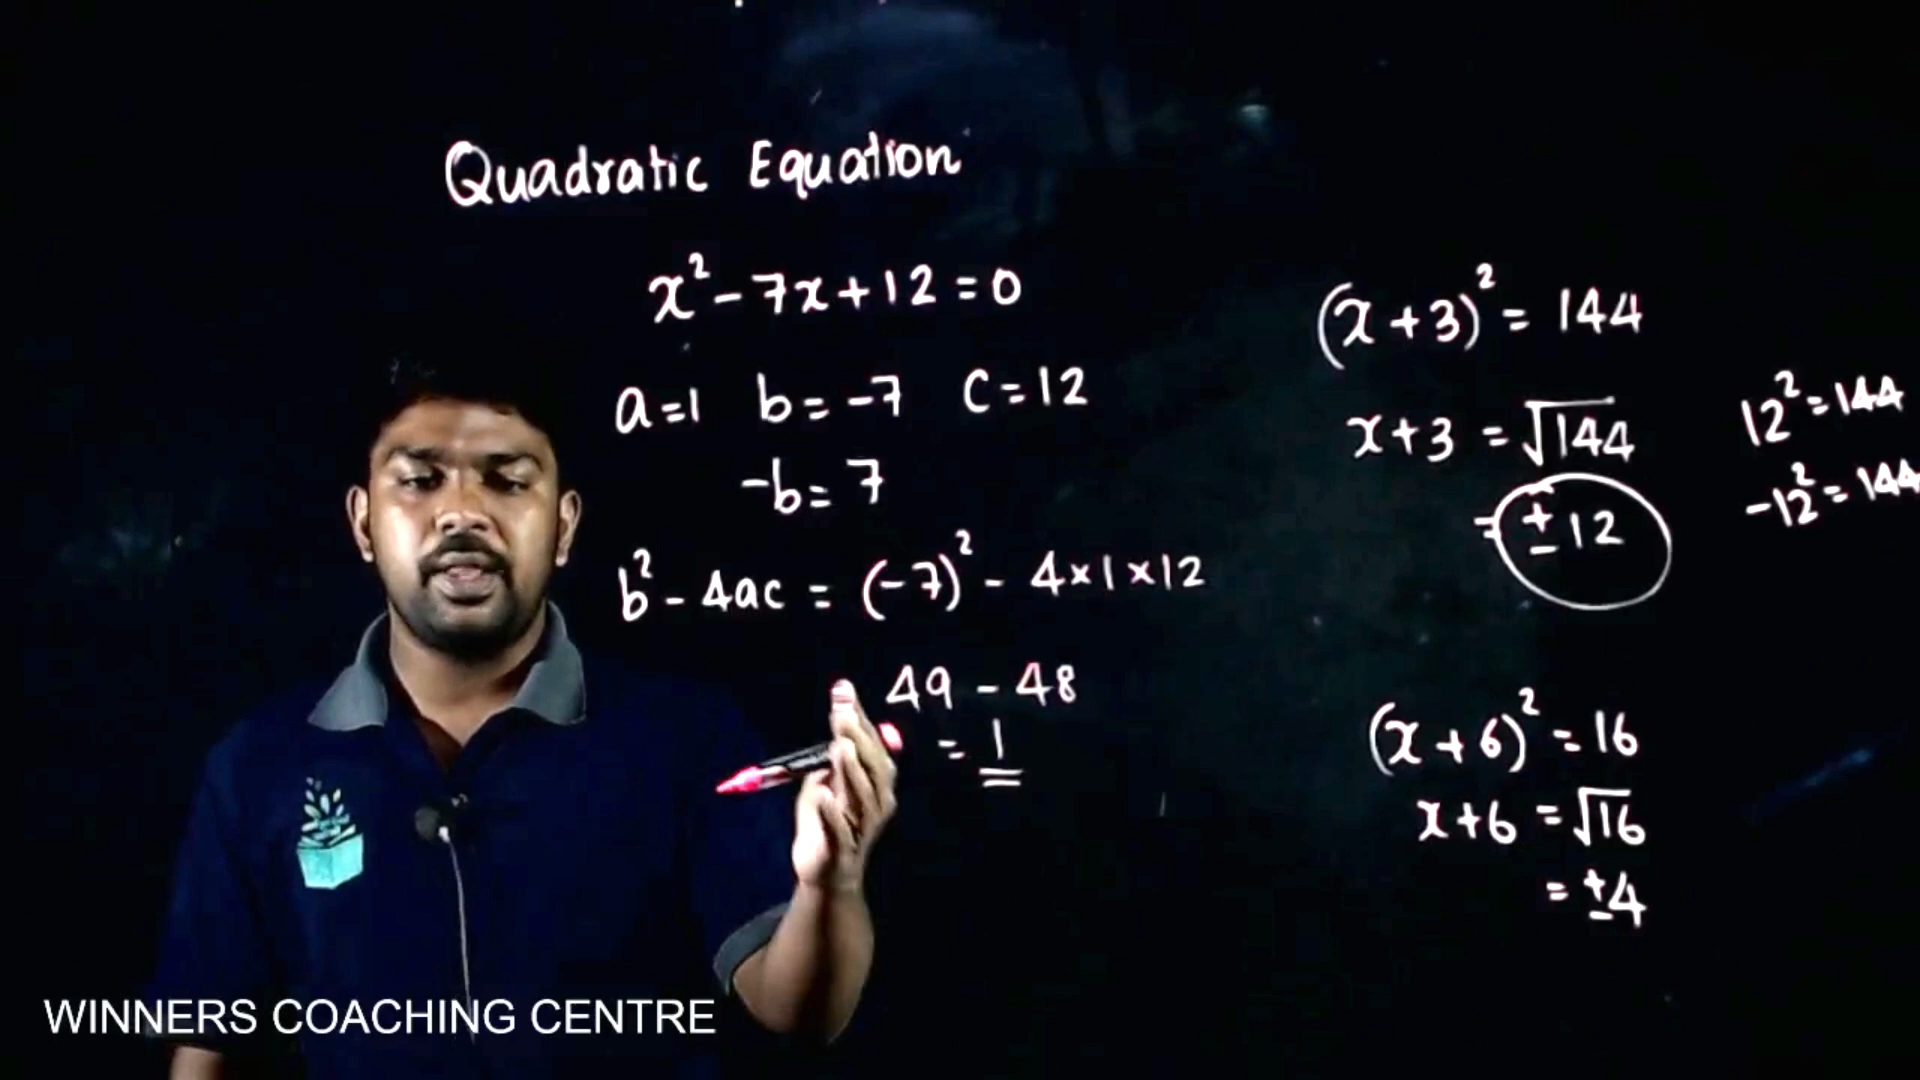 Quadratic Equation
x² - 7x + 12 = 0
a = 1 b = -7 c = 12
-b = 7
b² - 4ac = (-7)² - 4 × 1 × 12
49 - 48
= 1
(x + 3)² = 144
x + 3 = √144
= ± 12
12² = 144
-12² = 144
(x + 6)² = 16
x + 6 = √16
= ±4
WINNERS COACHING CENTRE